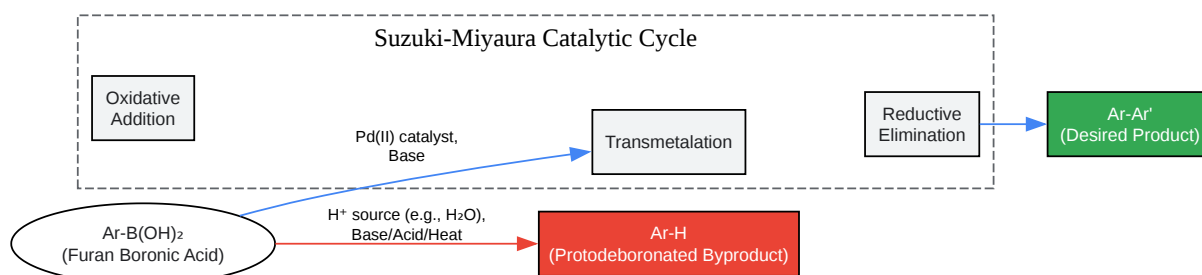 Suzuki-Miyaura Catalytic Cycle
Oxidative
Addition
Pd(II) catalyst,
Base
Transmetalation
Reductive
Elimination
Ar-Ar'
(Desired Product)
Ar-B(OH)₂
(Furan Boronic Acid)
H⁺ source (e.g., H₂O),
Base/Acid/Heat
Ar-H
(Protodeboronated Byproduct)